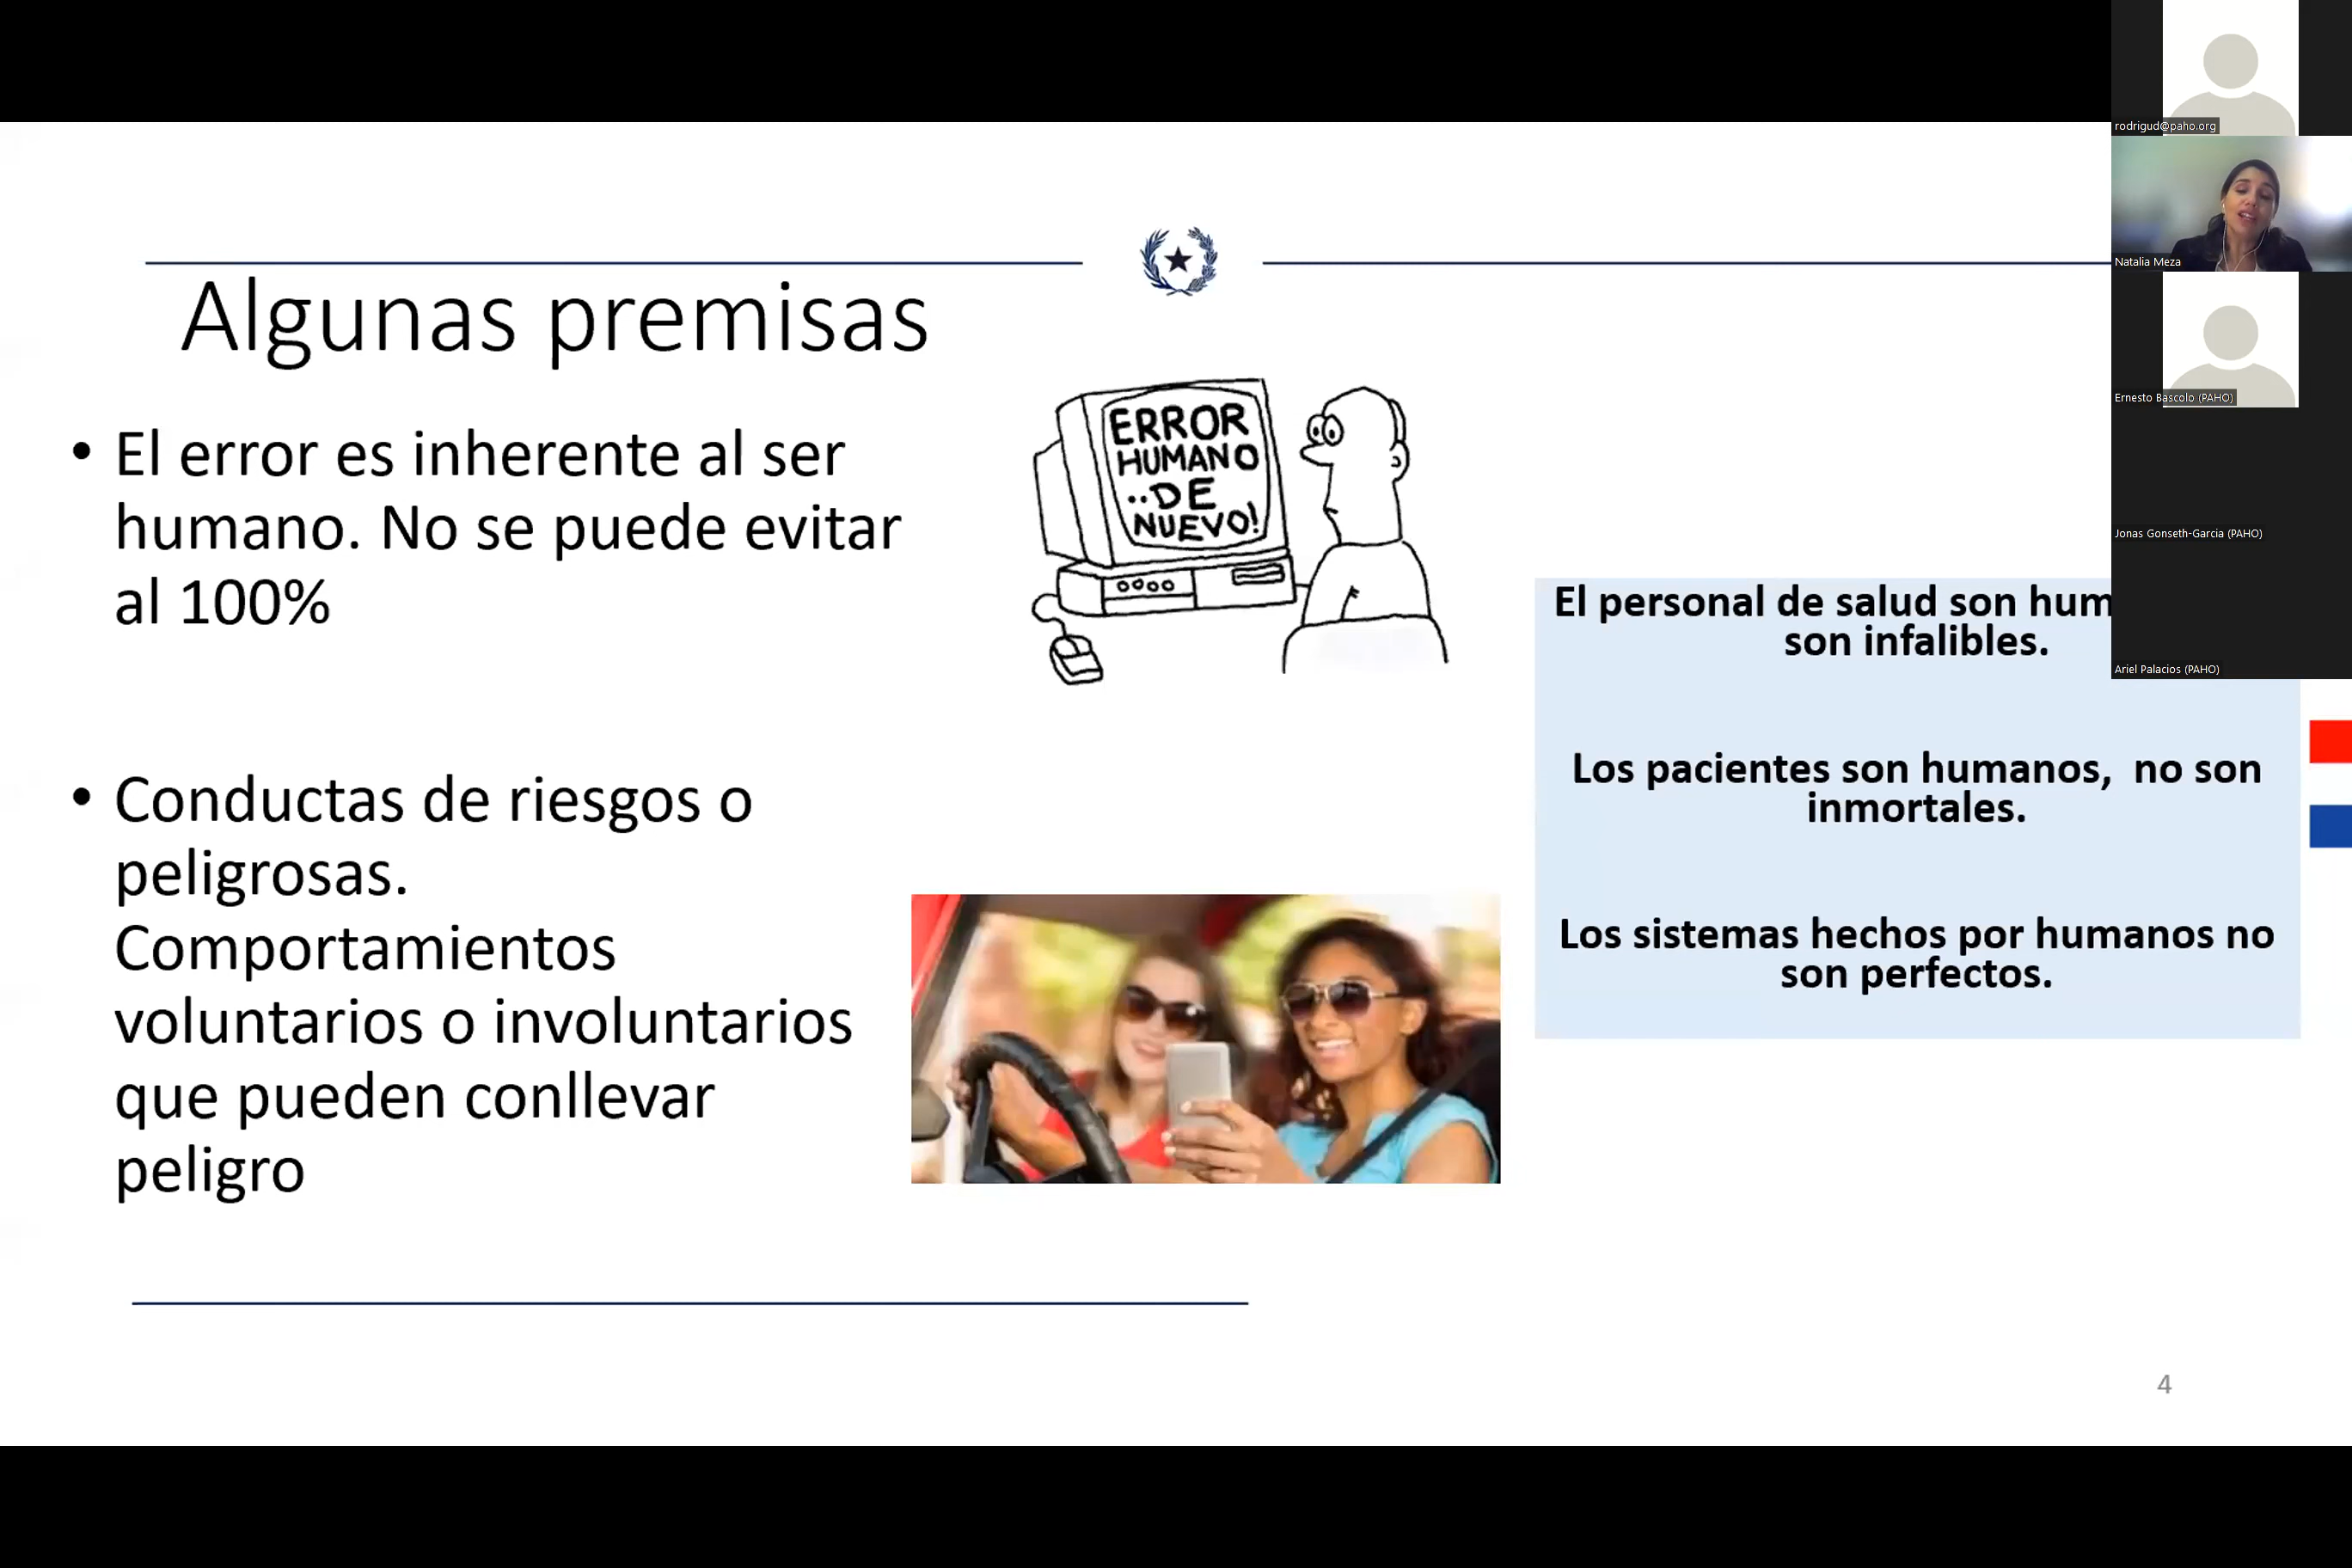 Algunas premisas
• El error es inherente al ser
humano. No se puede evitar
al 100%
• Conductas de riesgos o
peligrosas.
Comportamientos
voluntarios o involuntarios
que pueden conllevar
peligro
ERROR
HUMANO
..DE
NUEVO!
El personal de salud son
son infalibles.
Los pacientes son humanos, no son
inmortales.
Los sistemas hechos por humanos no
son perfectos.
4
rodrigud@paho.org
Natalia Meza
Ernesto Bascolo (PAHO)
Jonas Gonseth-Garcia (PAHO)
Ariel Palacios (PAHO)